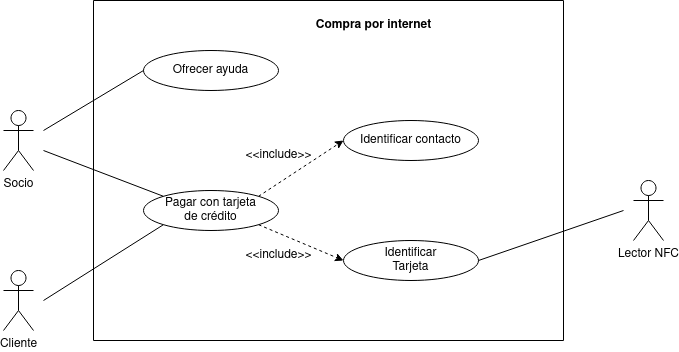 Compra por internet
Ofrecer ayuda
Identificar contacto
<<include>>
Socio
Pagar con tarjeta
de crédito
<<include>>
Identificar
Tarjeta
Lector NFC
Cliente